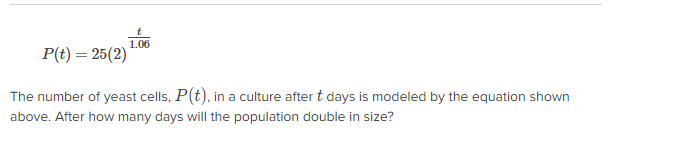 P(t) = 25(2)^{\frac{t}{1.06}}
The number of yeast cells, P(t), in a culture after t days is modeled by the equation shown
above. After how many days will the population double in size?